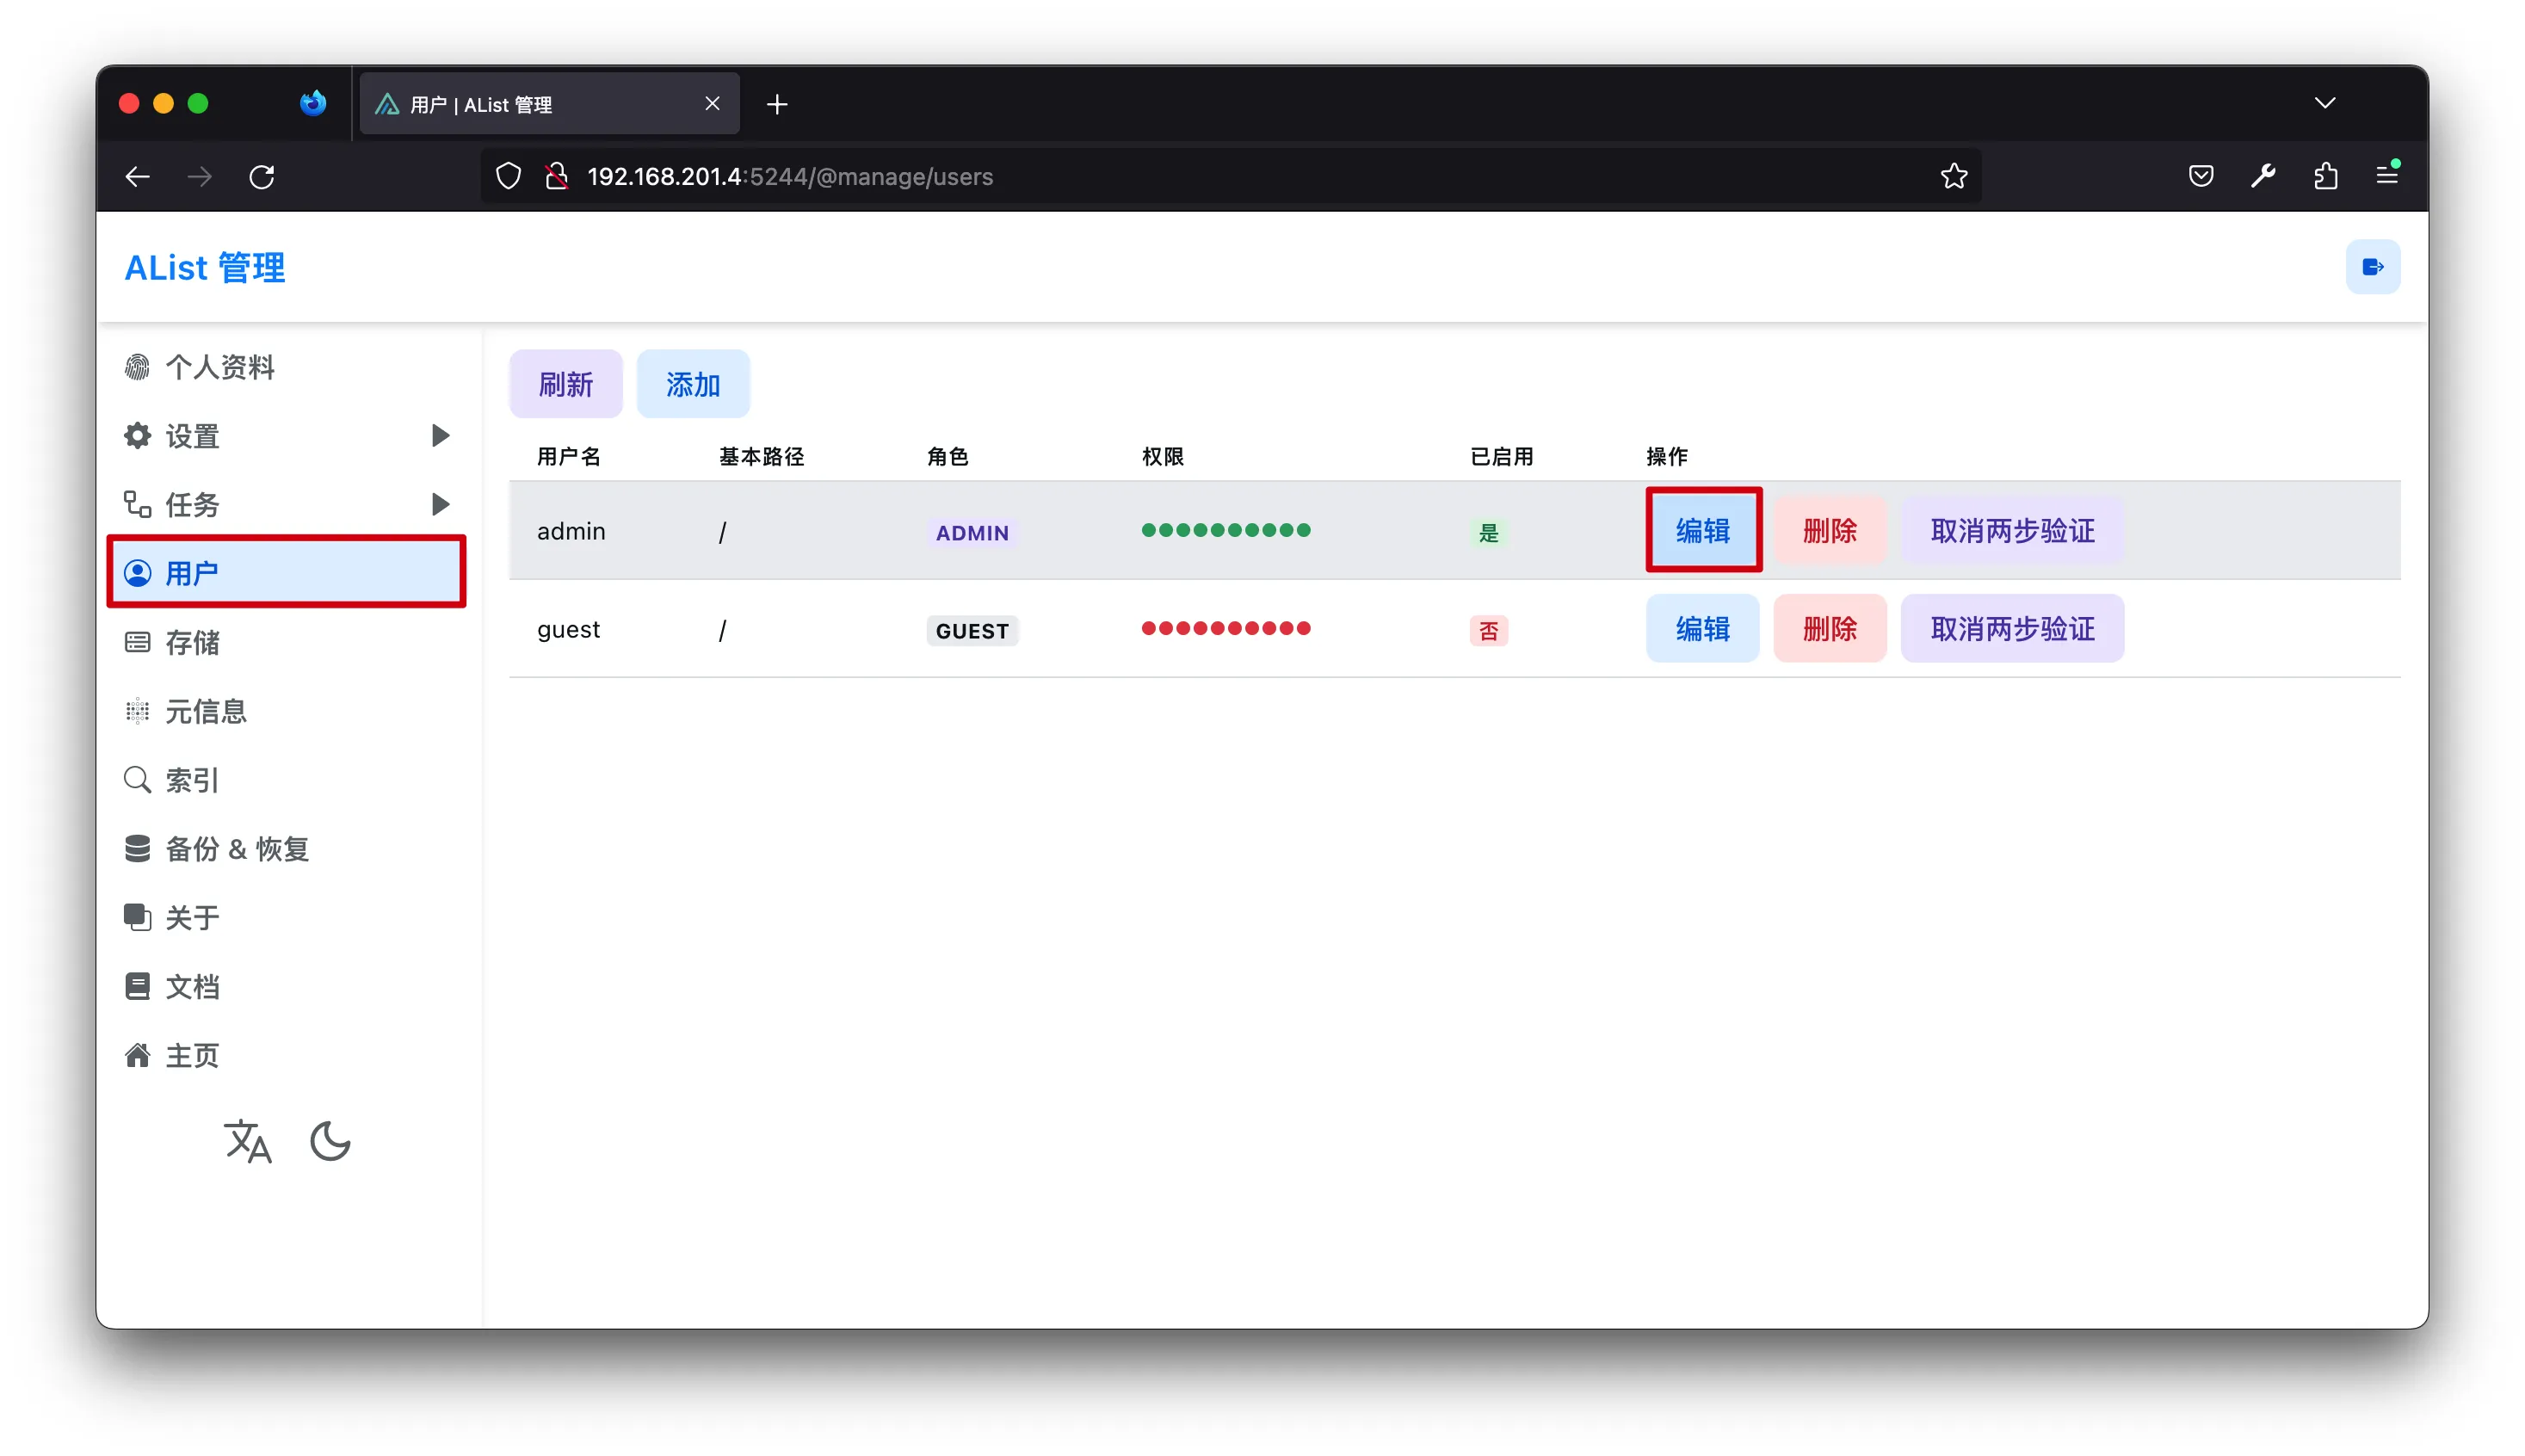 用户 | AList 管理
192.168.201.4:5244/@manage/users
AList 管理
个人资料
设置
任务
用户
存储
元信息
索引
备份 & 恢复
关于
文档
主页
刷新 添加
用户名 基本路径 角色 权限 已启用 操作
admin / ADMIN 是 编辑 删除 取消两步验证
guest / GUEST 否 编辑 删除 取消两步验证